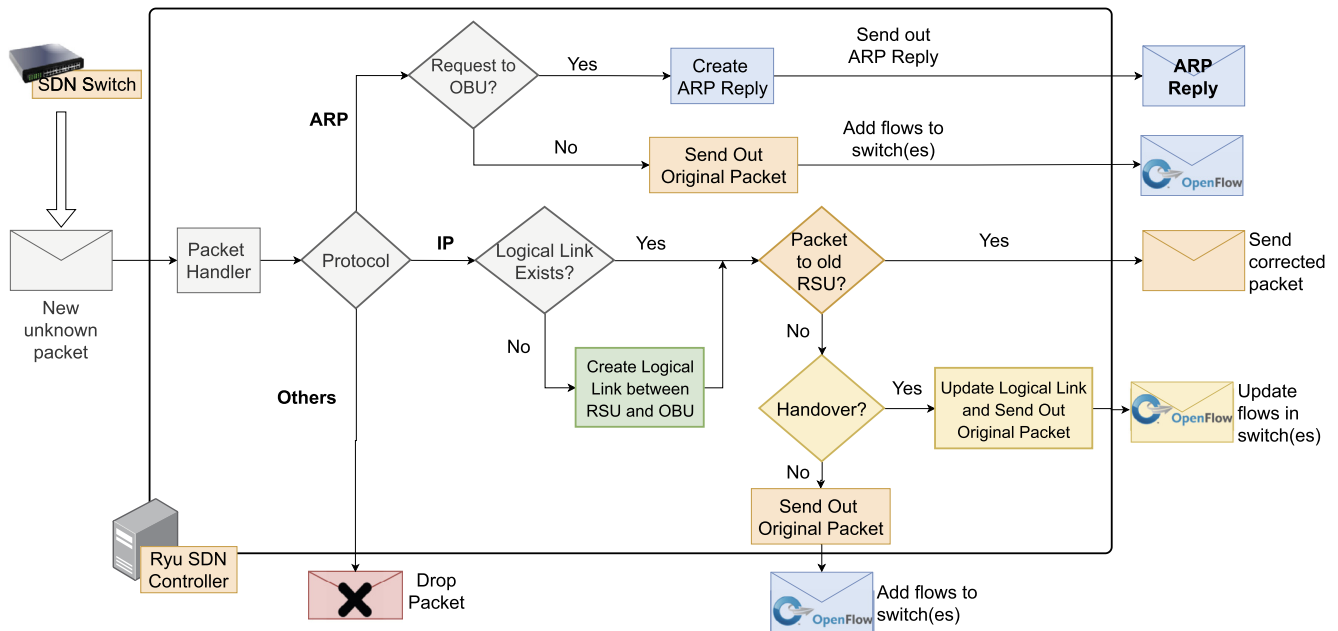 SDN Switch
New
unknown
packet
Packet
Handler
Protocol
ARP
Request to
OBU?
Yes
Create
ARP Reply
Send out
ARP Reply
ARP
Reply
No
Send Out
Original Packet
Add flows to
switch(es)
OpenFlow
IP
Logical Link
Exists?
Yes
Packet
to old
RSU?
Yes
Send
corrected
packet
No
Create Logical
Link between
RSU and OBU
No
Handover?
Yes
Update Logical Link
and Send Out
Original Packet
OpenFlow
Update
flows in
switch(es)
No
Send Out
Original Packet
OpenFlow
Add flows to
switch(es)
Others
Drop
Packet
Ryu SDN
Controller